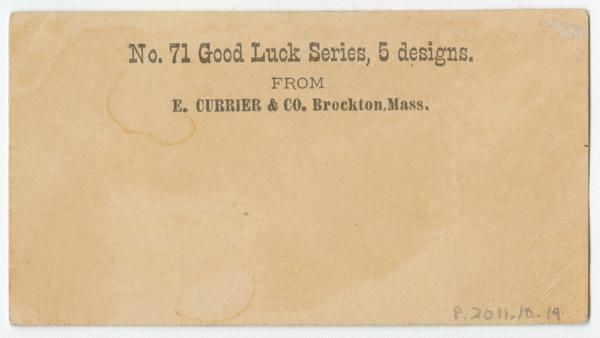 No. 71 Good Luck Series, 5 designs.
FROM
E. CURRIER & CO. Brockton, Mass.
P.2011.10.19